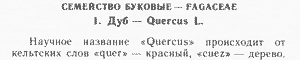 СЕМЕЙСТВО БУКОВЫЕ — FAGACEAE
1. Дуб — Quercus L.
Научное название «Quercus» происходит от
кельтских слов «quer» — красный, «cuez» — дерево.